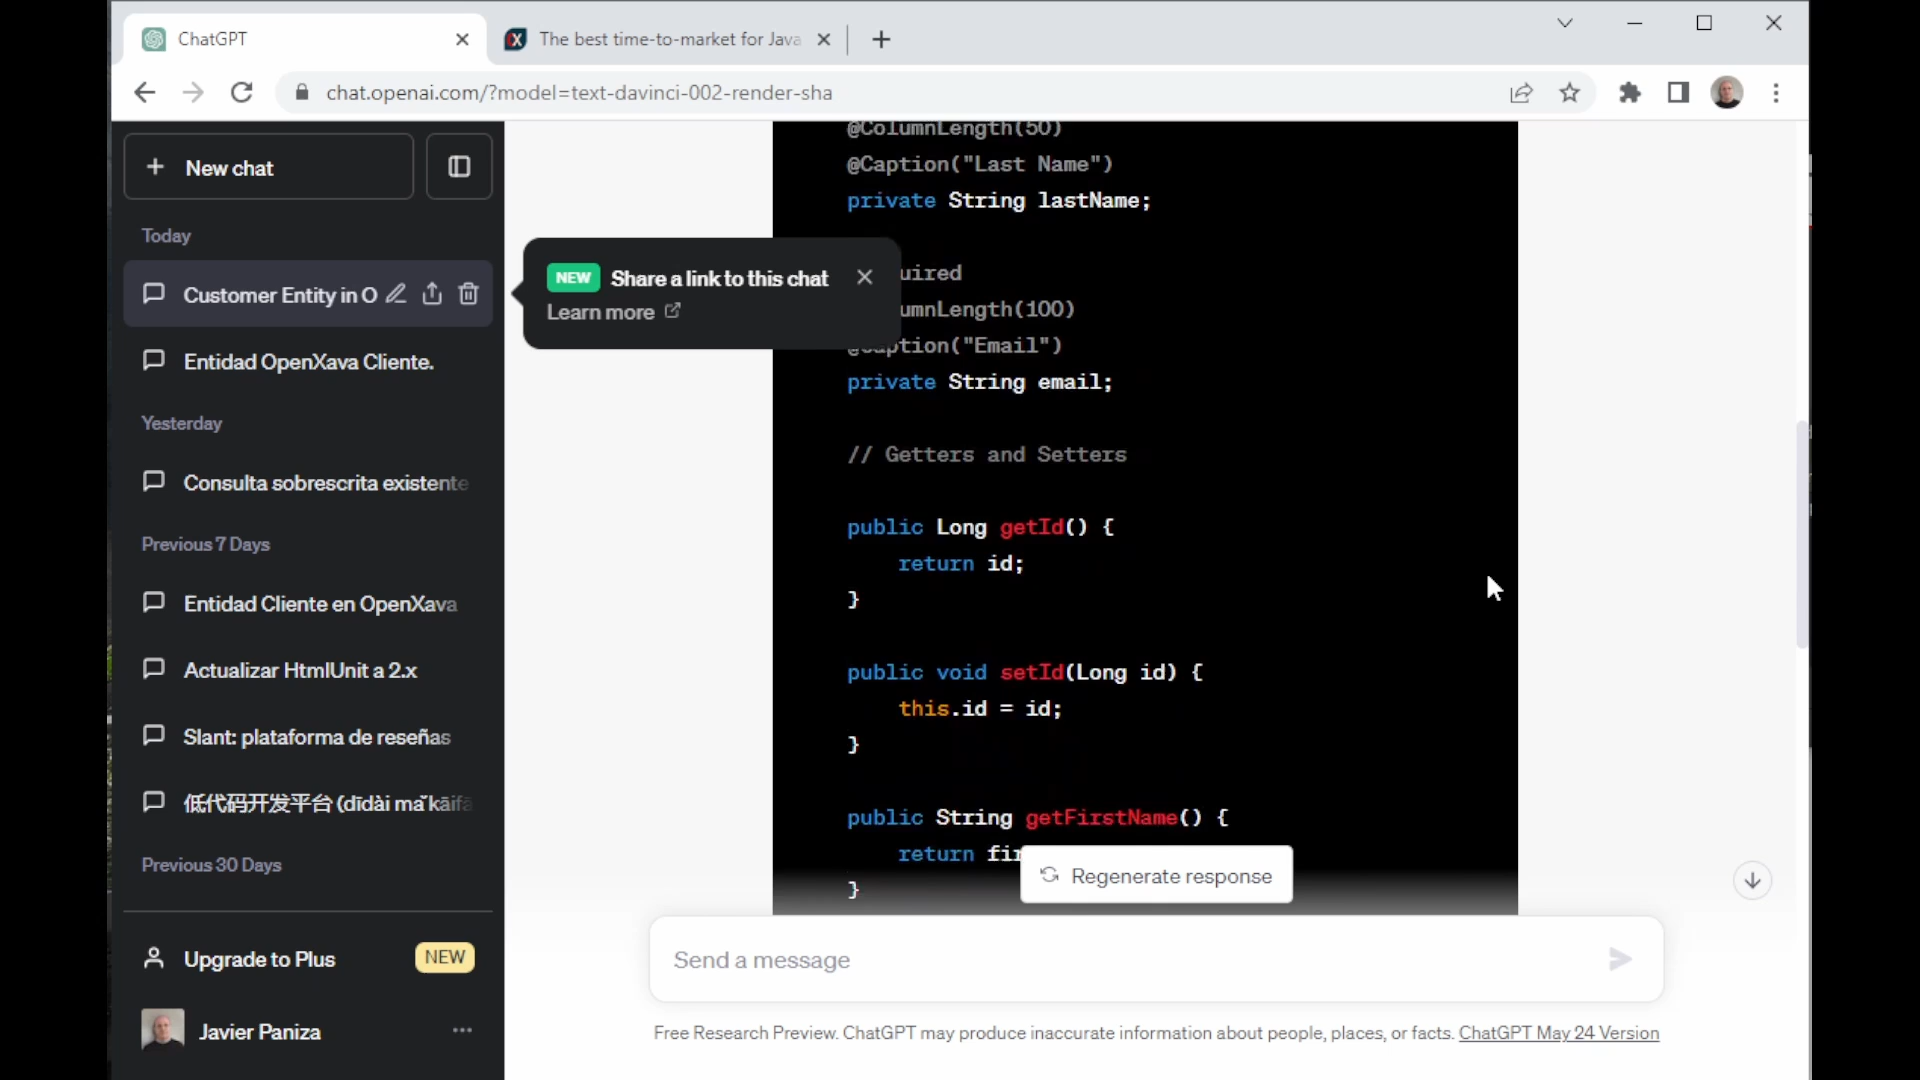 ChatGPT
The best time-to-market for Java
chat.openai.com/?model=text-davinci-002-render-sha
New chat
Today
Customer Entity in O
Entidad OpenXava Cliente.
Yesterday
Consulta sobrescrita existente
Previous 7 Days
Entidad Cliente en OpenXava
Actualizar HtmlUnit a 2.x
Slant: plataforma de reseñas
低代码开发平台 (dīdài mǎ kāifā
Previous 30 Days
Upgrade to Plus
NEW
Javier Paniza
NEW Share a link to this chat
Learn more
@ColumnLength(50)
@Caption("Last Name")
private String lastName;
uired
umnLength(100)
@Caption("Email")
private String email;
// Getters and Setters
public Long getId() {
return id;
}
public void setId(Long id) {
this.id = id;
}
public String getFirstName() {
return fir
}
Regenerate response
Send a message
Free Research Preview. ChatGPT may produce inaccurate information about people, places, or facts. ChatGPT May 24 Version